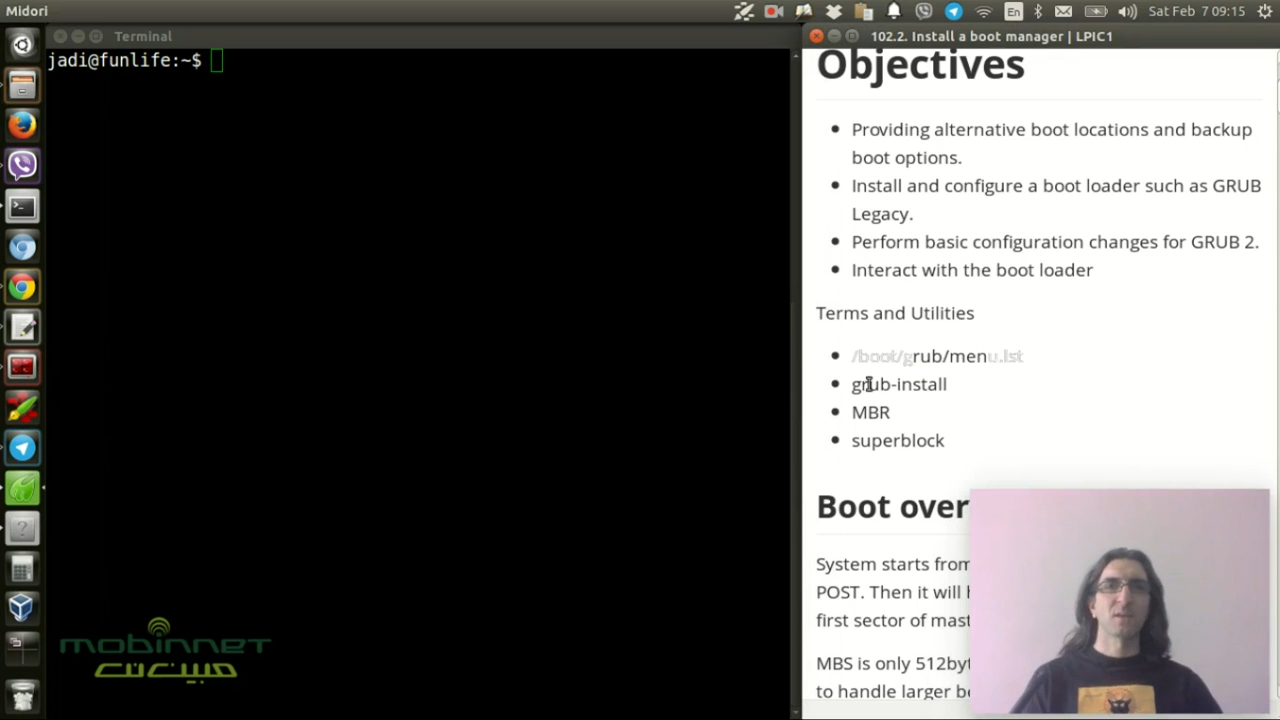 Midori
En
Sat Feb 7 09:15
Terminal
jadi@funlife:~$
102.2. Install a boot manager | LPIC1
Objectives
Providing alternative boot locations and backup
boot options.
Install and configure a boot loader such as GRUB
Legacy.
Perform basic configuration changes for GRUB 2.
Interact with the boot loader
Terms and Utilities
/boot/grub/menu.lst
grub-install
MBR
superblock
Boot over
System starts from
POST. Then it will h
first sector of mast
MBS is only 512byt
to handle larger bo
mobinnet
مبین نت